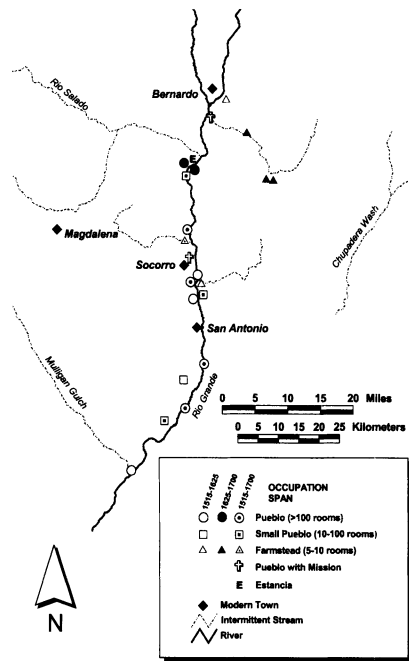 Bernardo
Rio Salado
E
Magdalena
Chupadera Wash
Socorro
San Antonio
Mulligan Gulch
Rio Grande
0 5 10 15 20 Miles
0 5 10 15 20 25 Kilometers
1515-1625 1625-1700 1515-1700 OCCUPATION
SPAN
Pueblo (>100 rooms)
Small Pueblo (10-100 rooms)
Farmstead (5-10 rooms)
Pueblo with Mission
E Estancia
Modern Town
Intermittent Stream
River
N